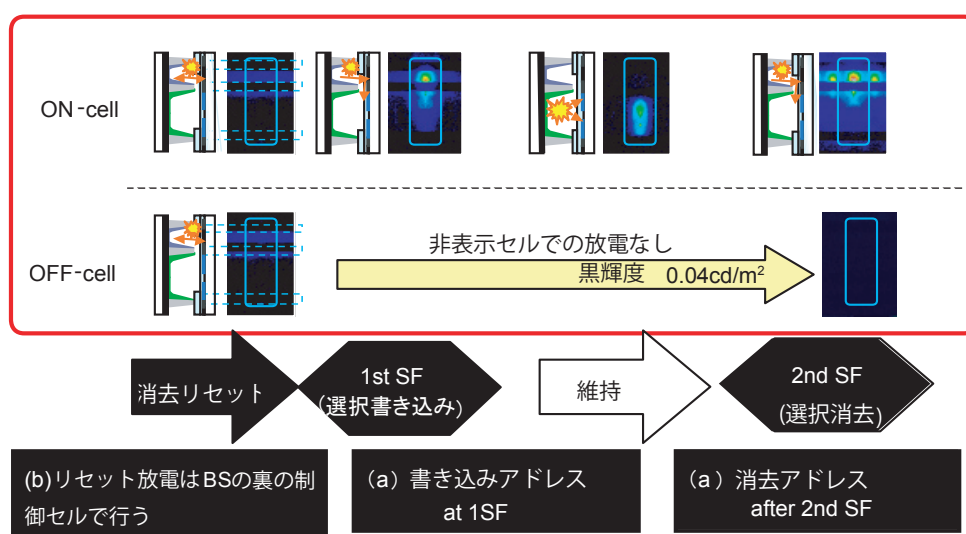 ON-cell
OFF-cell
非表示セルでの放電なし
黒輝度 0.04cd/m²
消去リセット
1st SF
(選択書き込み)
維持
2nd SF
(選択消去)
(b)リセット放電はBSの裏の制
御セルで行う
（a）書き込みアドレス
at 1SF
（a）消去アドレス
after 2nd SF